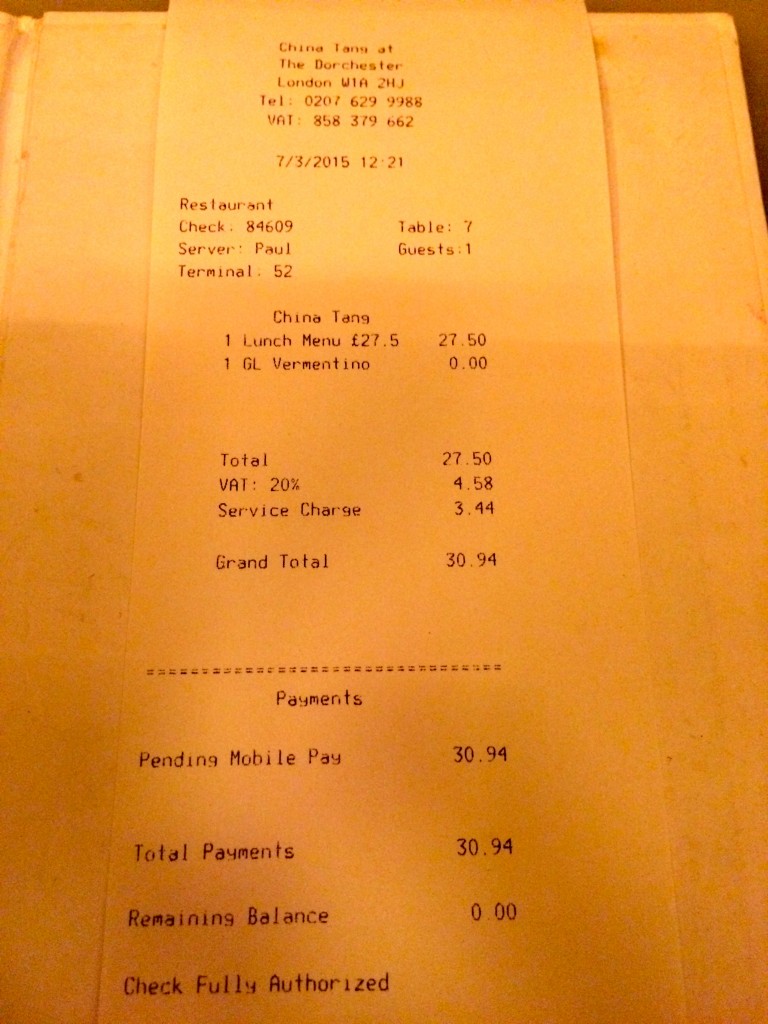 China Tang at
The Dorchester
London W1A 2HJ
Tel: 0207 629 9988
VAT: 858 379 662
7/3/2015 12:21
Restaurant
Check: 84609 Table: 7
Server: Paul Guests:1
Terminal: 52
China Tang
1 Lunch Menu £27.5 27.50
1 GL Vermentino 0.00
Total 27.50
VAT: 20% 4.58
Service Charge 3.44
Grand Total 30.94
===============================
Payments
Pending Mobile Pay 30.94
Total Payments 30.94
Remaining Balance 0.00
Check Fully Authorized